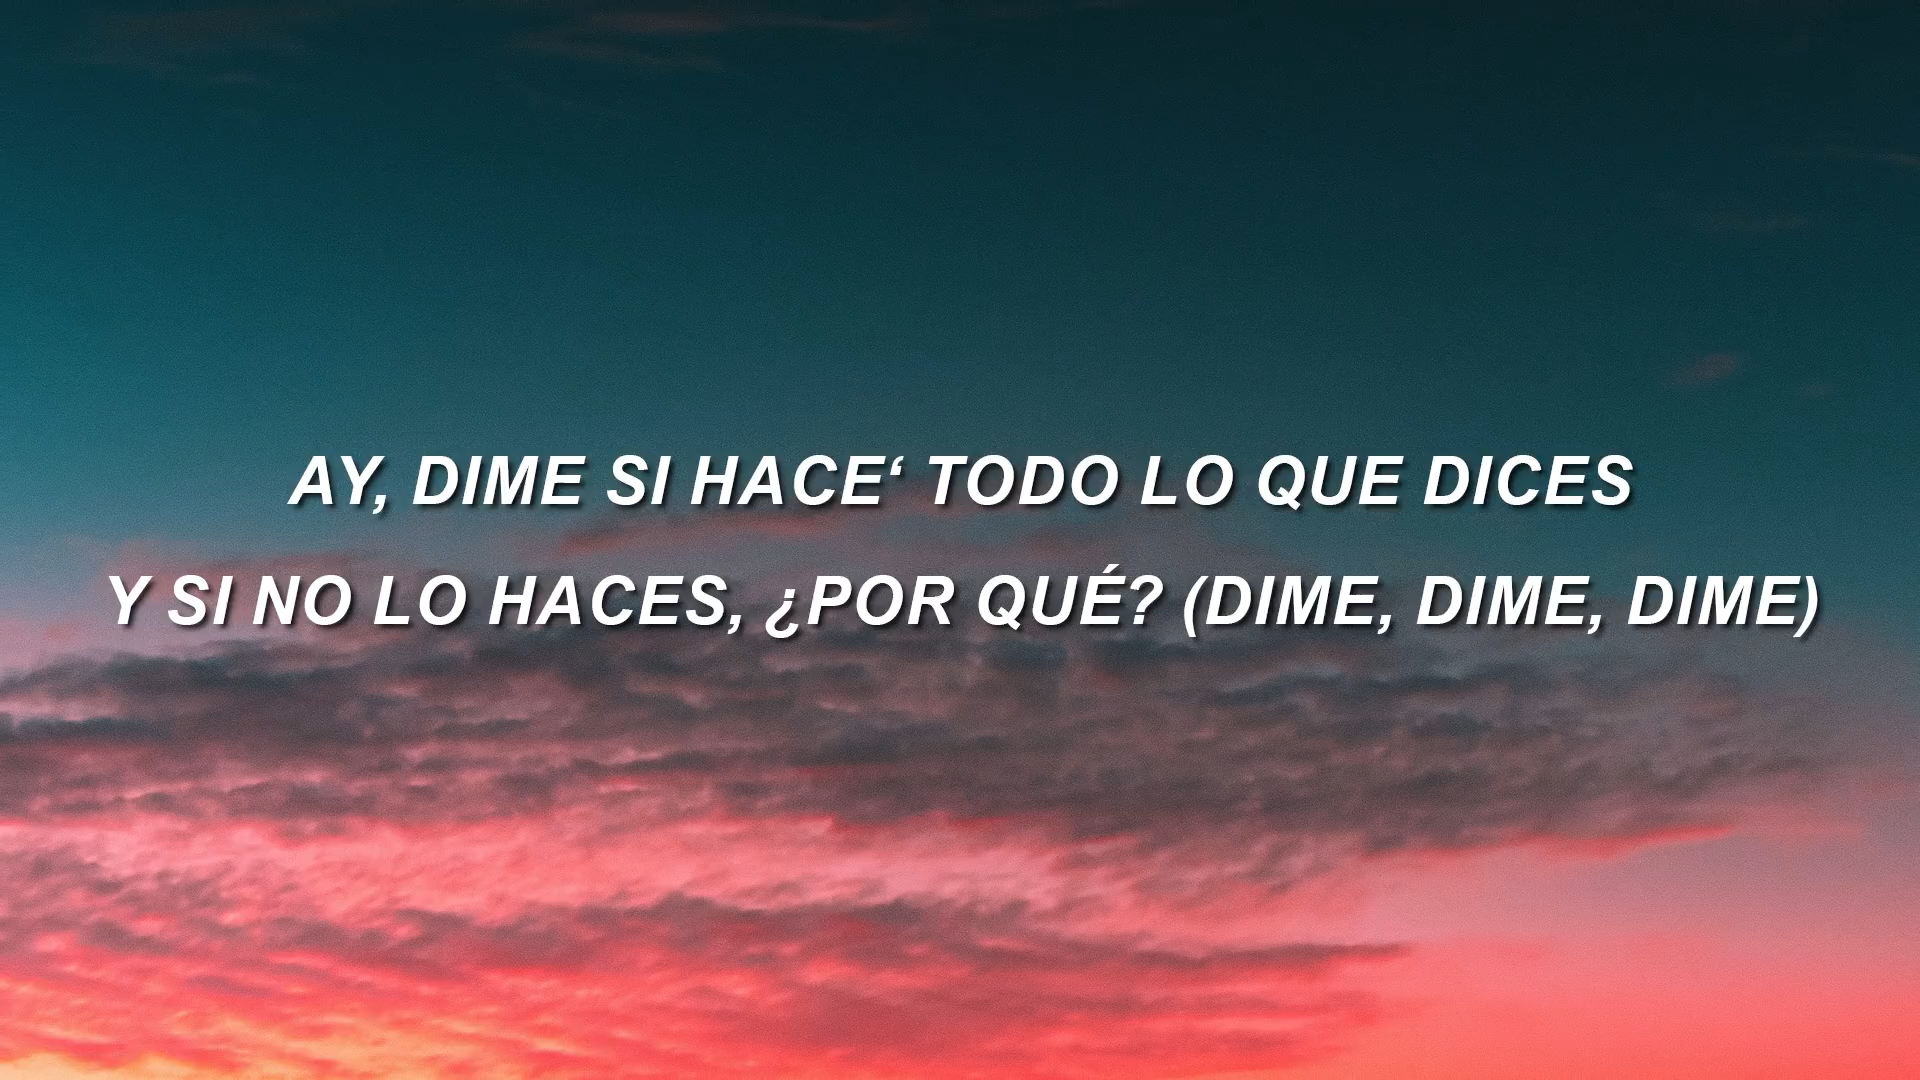 AY, DIME SI HACE‘ TODO LO QUE DICES
Y SI NO LO HACES, ¿POR QUÉ? (DIME, DIME, DIME)